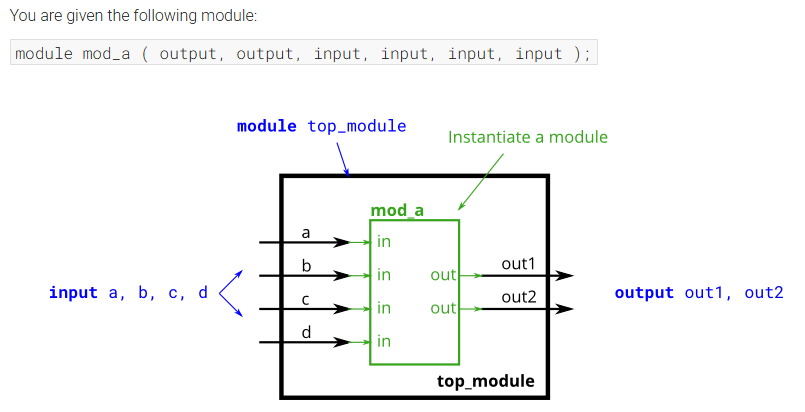 You are given the following module:
module mod_a ( output, output, input, input, input, input );
module top_module
Instantiate a module
mod_a
a
in
b
in
out
out1
input a, b, c, d
output out1, out2
c
in
out
out2
d
in
top_module